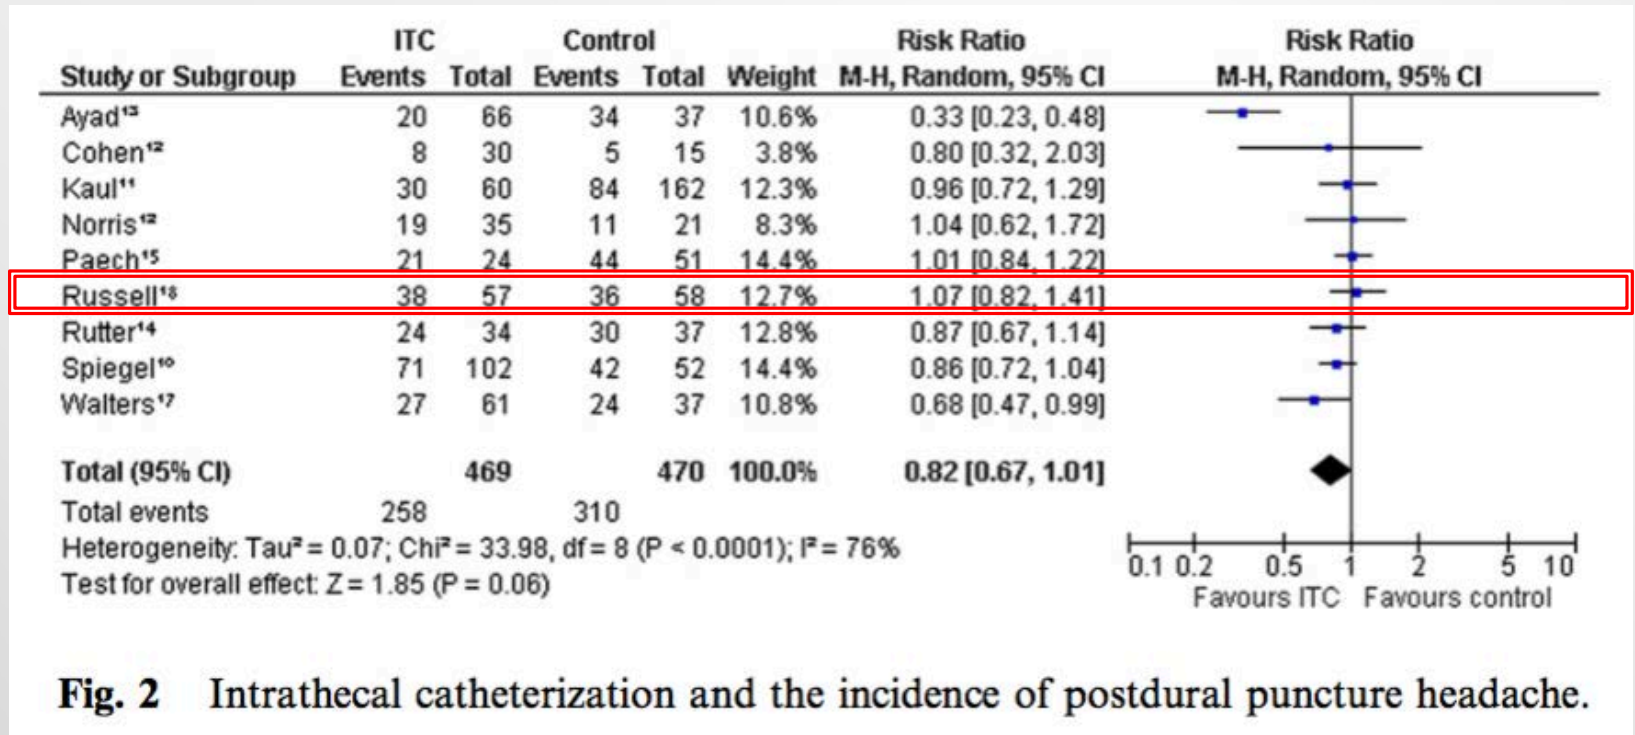 ITC Control Risk Ratio Risk Ratio
Study or Subgroup Events Total Events Total Weight M-H, Random, 95% CI M-H, Random, 95% CI
Ayad¹³ 20 66 34 37 10.6% 0.33 [0.23, 0.48]
Cohen¹² 8 30 5 15 3.8% 0.80 [0.32, 2.03]
Kaul¹¹ 30 60 84 162 12.3% 0.96 [0.72, 1.29]
Norris¹² 19 35 11 21 8.3% 1.04 [0.62, 1.72]
Paech¹⁵ 21 24 44 51 14.4% 1.01 [0.84, 1.22]
Russell¹⁸ 38 57 36 58 12.7% 1.07 [0.82, 1.41]
Rutter¹⁴ 24 34 30 37 12.8% 0.87 [0.67, 1.14]
Spiegel¹⁰ 71 102 42 52 14.4% 0.86 [0.72, 1.04]
Walters¹⁷ 27 61 24 37 10.8% 0.68 [0.47, 0.99]
Total (95% CI) 469 470 100.0% 0.82 [0.67, 1.01]
Total events 258 310
Heterogeneity: Tau² = 0.07; Chi² = 33.98, df = 8 (P < 0.0001); I² = 76%
Test for overall effect: Z = 1.85 (P = 0.06)
0.1 0.2 0.5 1 2 5 10
Favours ITC Favours control
Fig. 2 Intrathecal catheterization and the incidence of postdural puncture headache.